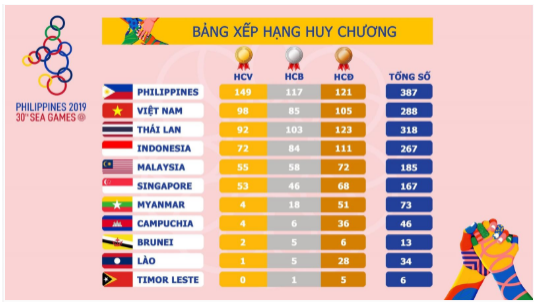 BẢNG XẾP HẠNG HUY CHƯƠNG
PHILIPPINES 2019
30TH SEA GAMES
HCV HCB HCĐ TỔNG SỐ
PHILIPPINES 149 117 121 387
VIỆT NAM 98 85 105 288
THÁI LAN 92 103 123 318
INDONESIA 72 84 111 267
MALAYSIA 55 58 72 185
SINGAPORE 53 46 68 167
MYANMAR 4 18 51 73
CAMPUCHIA 4 6 36 46
BRUNEI 2 5 6 13
LÀO 1 5 28 34
TIMOR LESTE 0 1 5 6